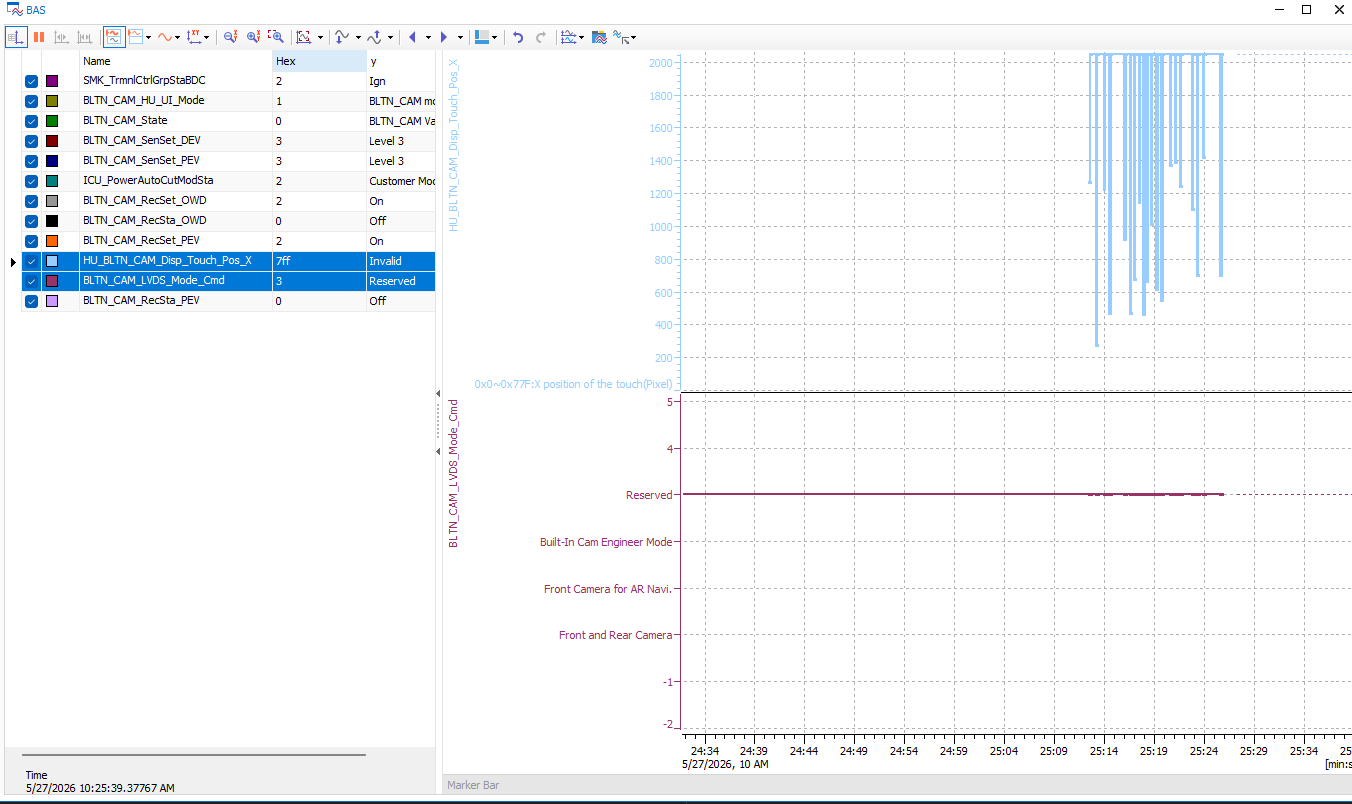 BAS
Name Hex y
SMK_TrmnlCtrlGrpStaBDC 2 Ign
BLTN_CAM_HU_UI_Mode 1 BLTN_CAM mo
BLTN_CAM_State 0 BLTN_CAM Va
BLTN_CAM_SenSet_DEV 3 Level 3
BLTN_CAM_SenSet_PEV 3 Level 3
ICU_PowerAutoCutModSta 2 Customer Mod
BLTN_CAM_RecSet_OWD 2 On
BLTN_CAM_RecSta_OWD 0 Off
BLTN_CAM_RecSet_PEV 2 On
HU_BLTN_CAM_Disp_Touch_Pos_X 7ff Invalid
BLTN_CAM_LVDS_Mode_Cmd 3 Reserved
BLTN_CAM_RecSta_PEV 0 Off
Time
5/27/2026 10:25:39.37767 AM
HU_BLTN_CAM_Disp_Touch_Pos_X
2000
1800
1600
1400
1200
1000
800
600
400
200
0x0~0x77F:X position of the touch(Pixel)
BLTN_CAM_LVDS_Mode_Cmd
5
4
Reserved
Built-In Cam Engineer Mode
Front Camera for AR Navi.
Front and Rear Camera
-1
-2
24:34 24:39 24:44 24:49 24:54 24:59 25:04 25:09 25:14 25:19 25:24 25:29 25:34 25
5/27/2026, 10 AM [min:s
Marker Bar